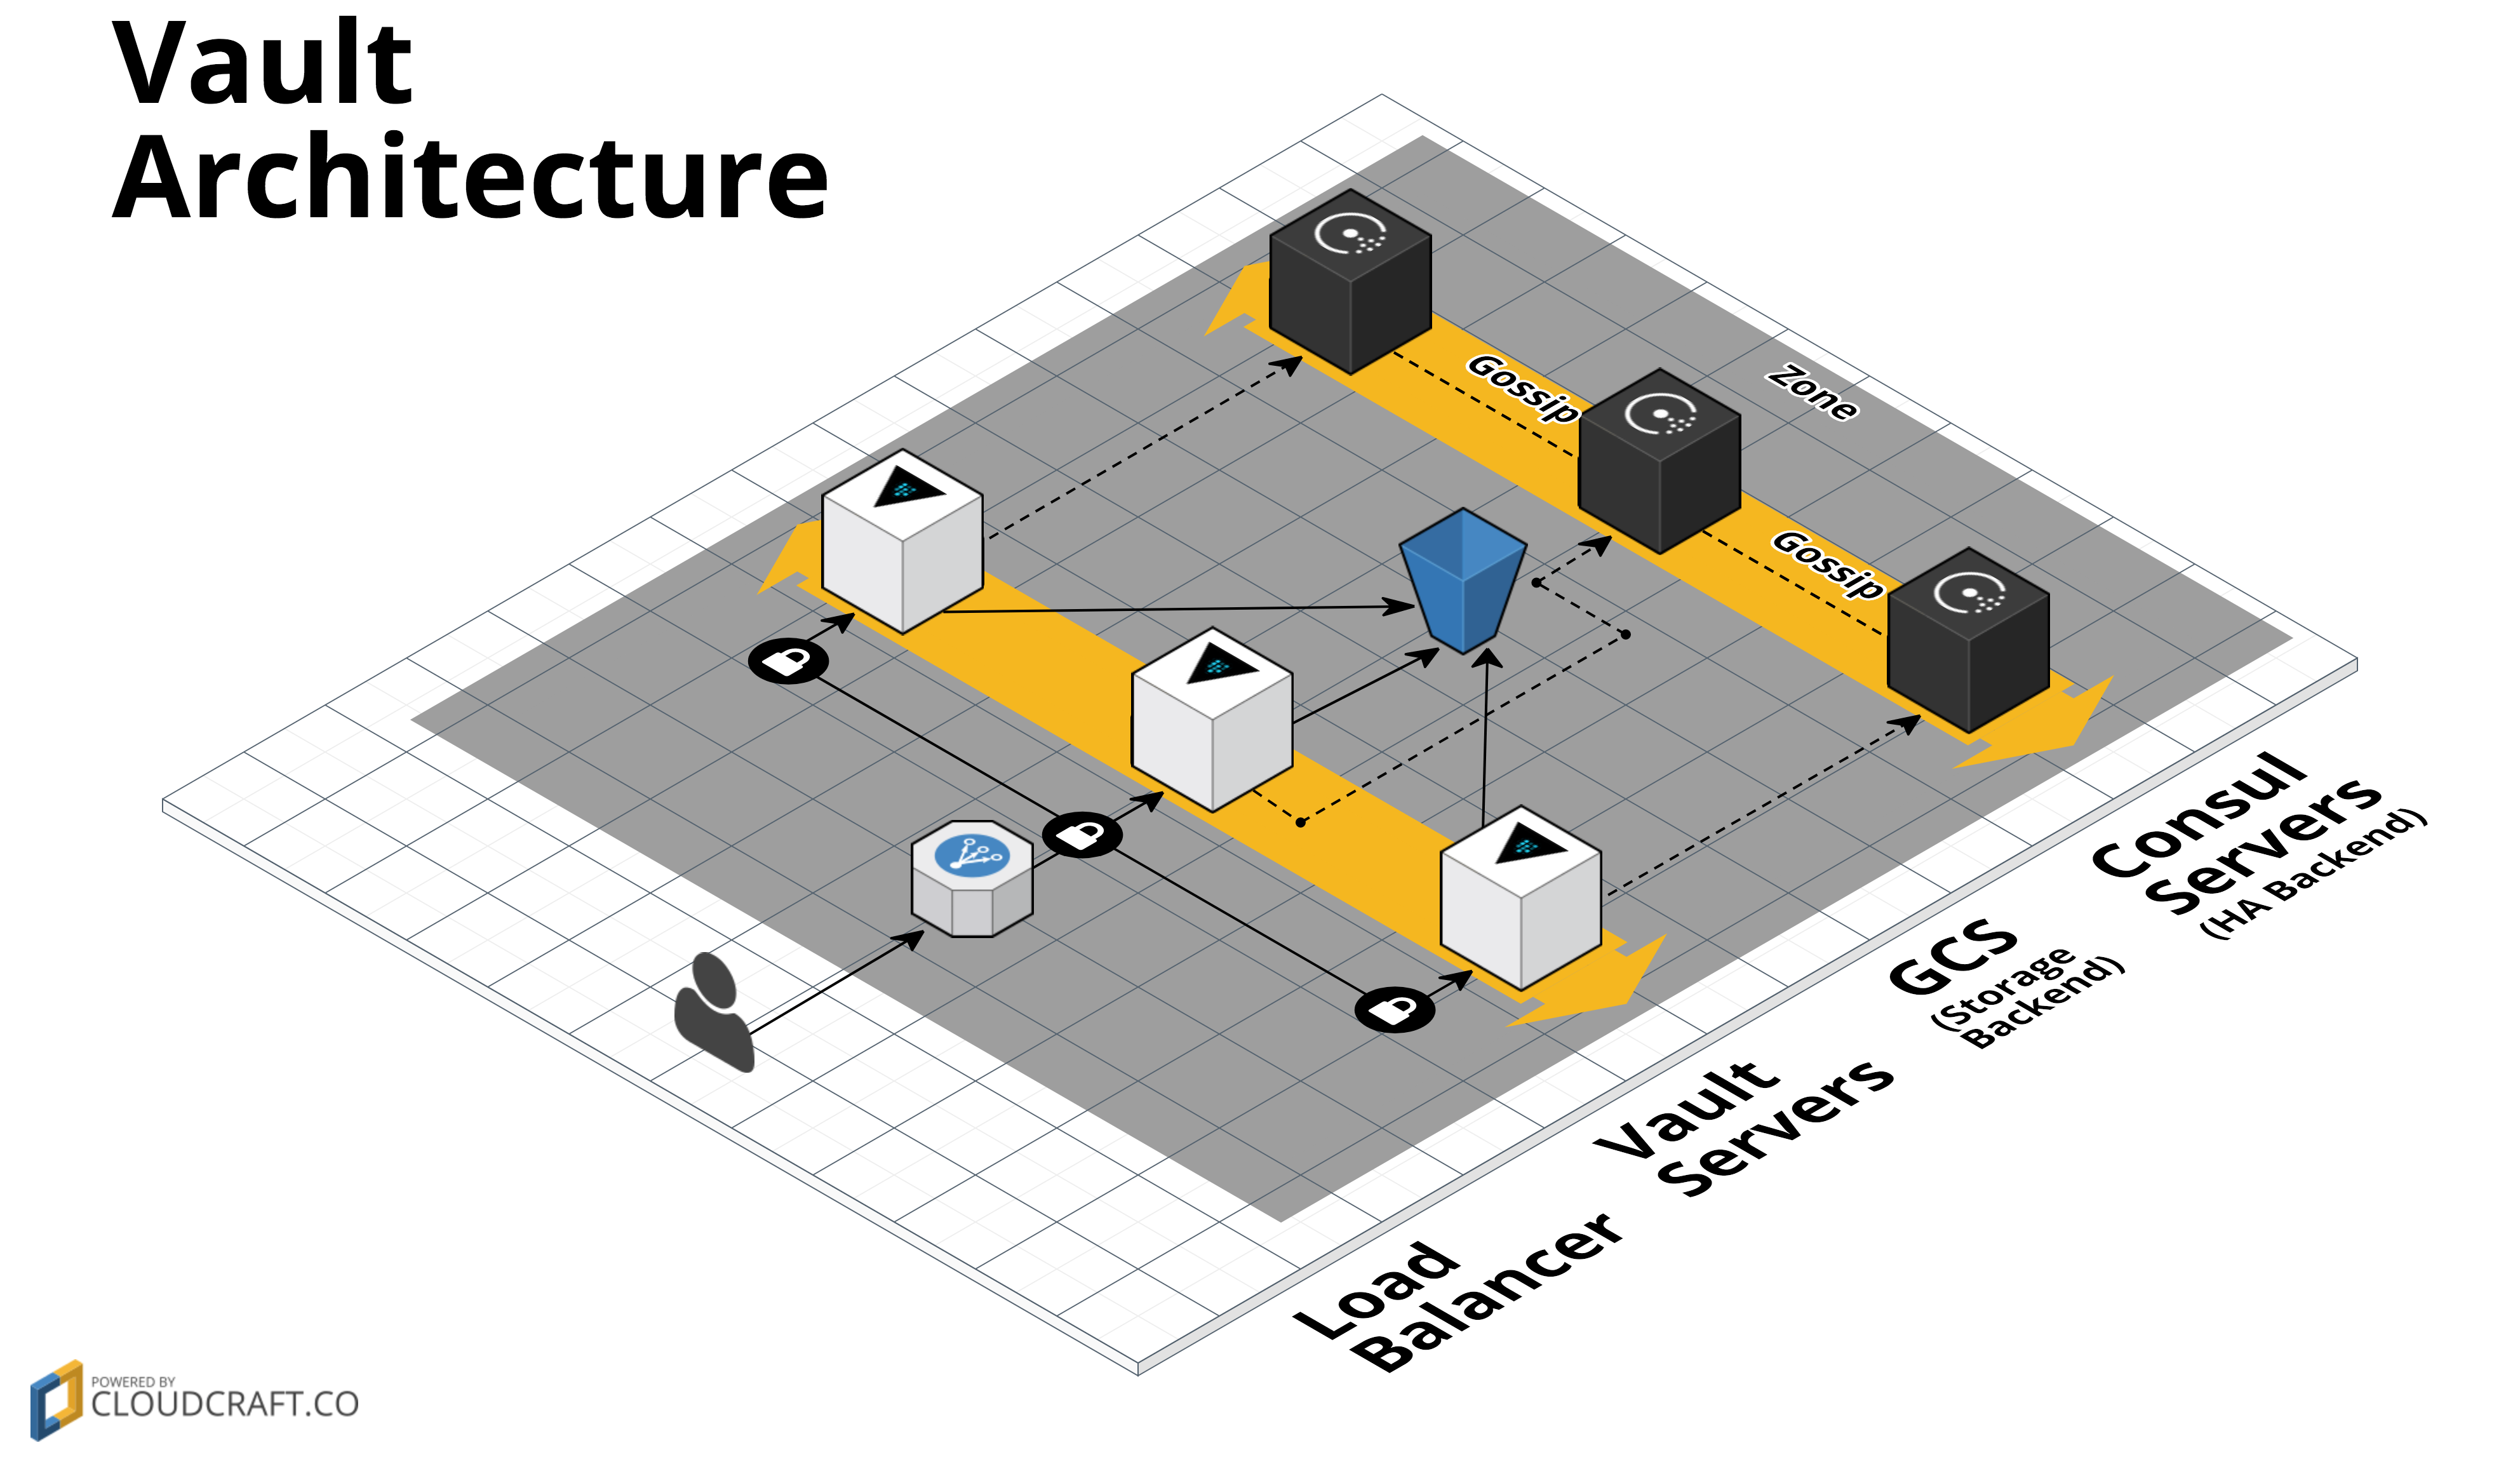 Vault
Architecture
Gossip
Zone
Gossip
Consul
Servers
(HA Backend)
GCS
(Storage
Backend)
Vault
Servers
Load
Balancer
POWERED BY
CLOUDCRAFT.CO